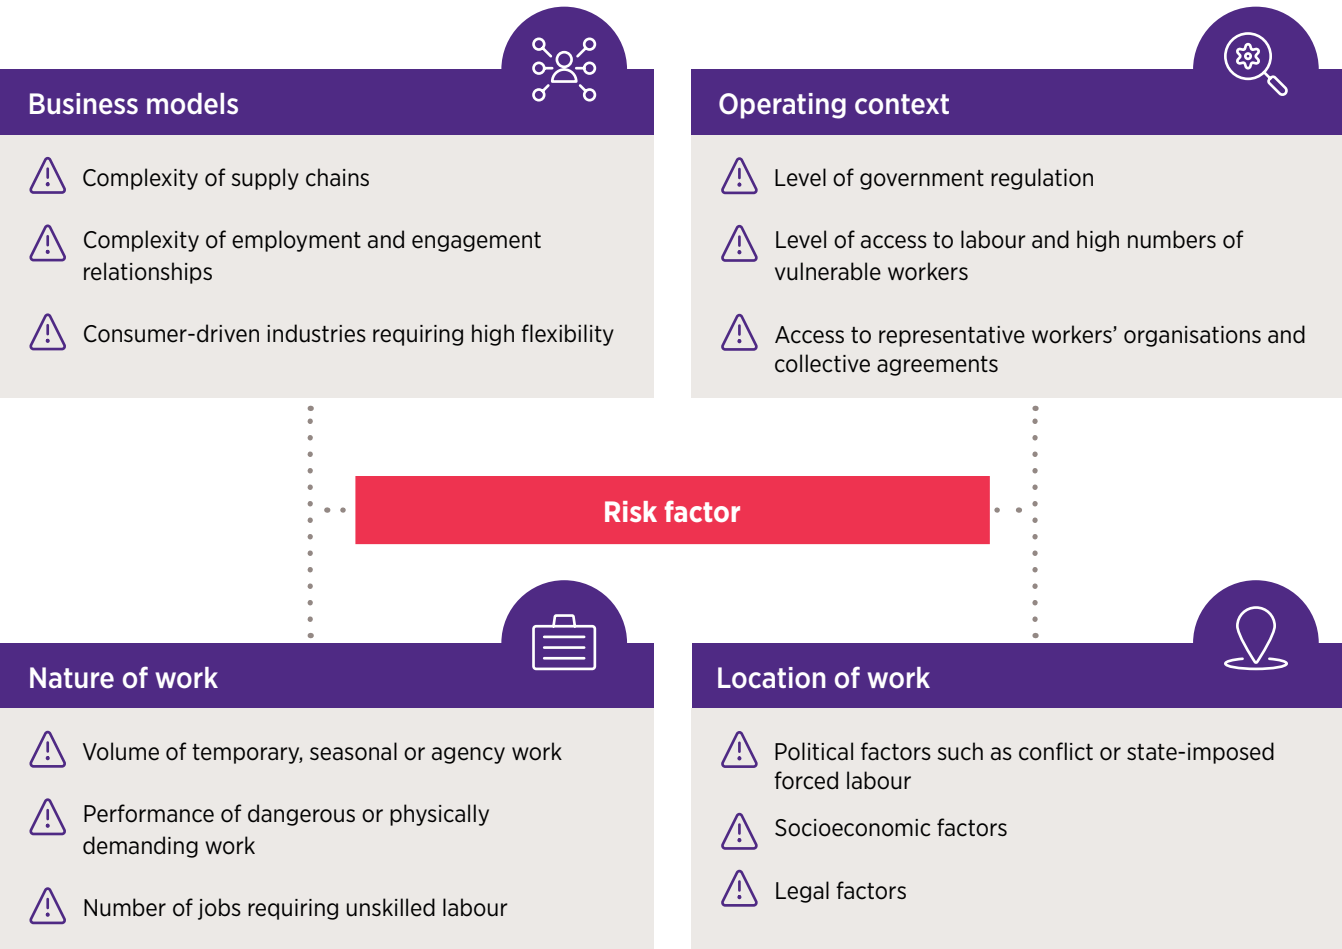 Business models
Complexity of supply chains
Complexity of employment and engagement
relationships
Consumer-driven industries requiring high flexibility
Operating context
Level of government regulation
Level of access to labour and high numbers of
vulnerable workers
Access to representative workers’ organisations and
collective agreements
Risk factor
Nature of work
Volume of temporary, seasonal or agency work
Performance of dangerous or physically
demanding work
Number of jobs requiring unskilled labour
Location of work
Political factors such as conflict or state-imposed
forced labour
Socioeconomic factors
Legal factors